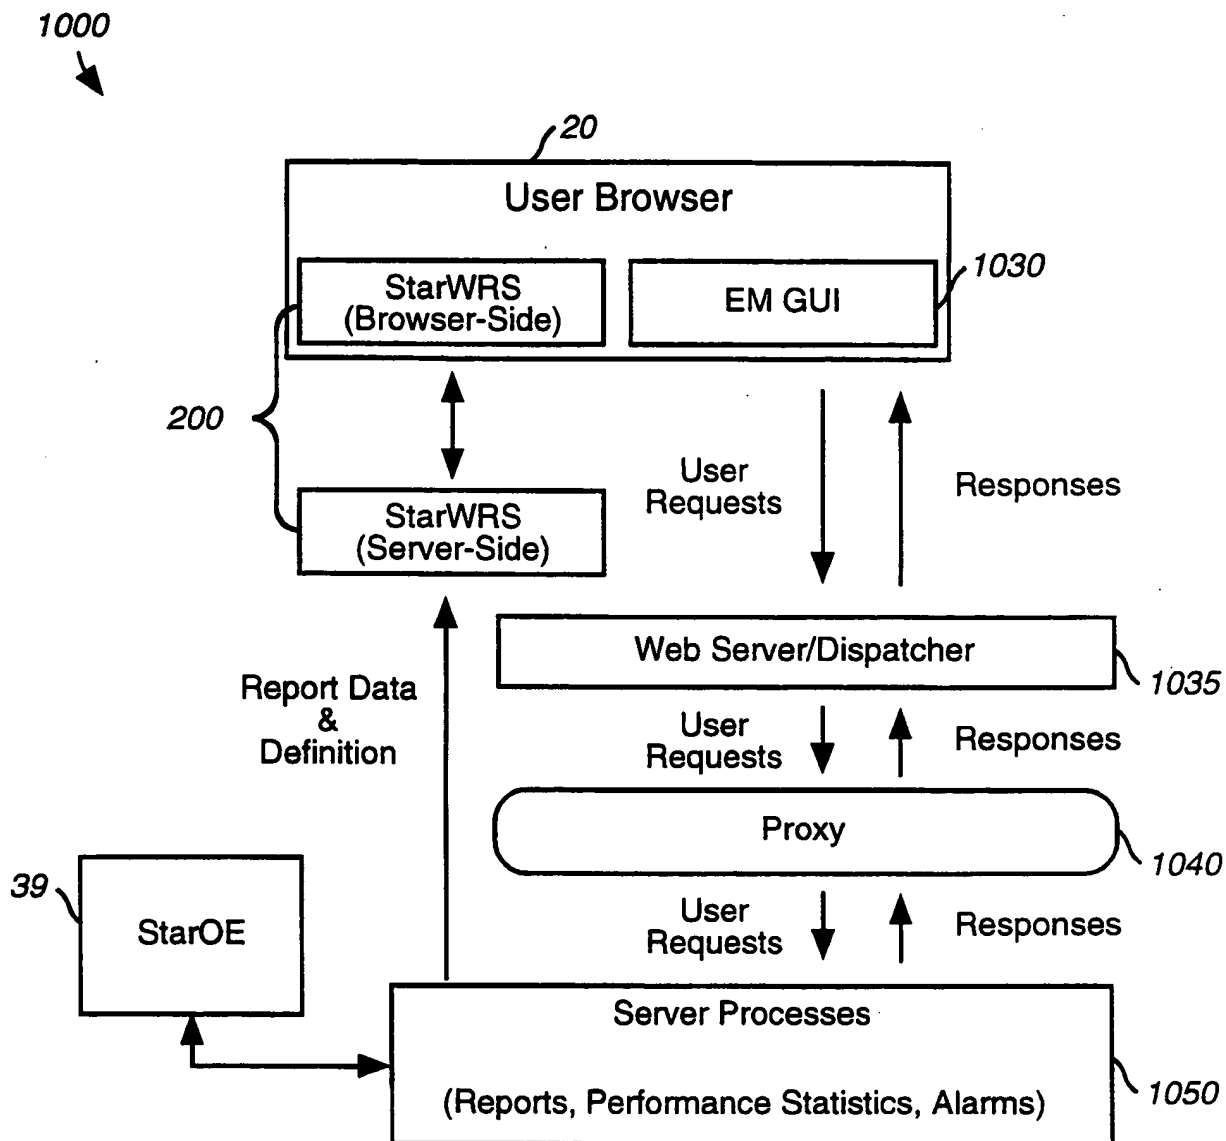 1000
20
User Browser
StarWRS
(Browser-Side)
EM GUI
1030
200
User
Requests
Responses
StarWRS
(Server-Side)
Web Server/Dispatcher
1035
Report Data
&
Definition
User
Requests
Responses
Proxy
1040
39
StarOE
User
Requests
Responses
Server Processes
(Reports, Performance Statistics, Alarms)
1050